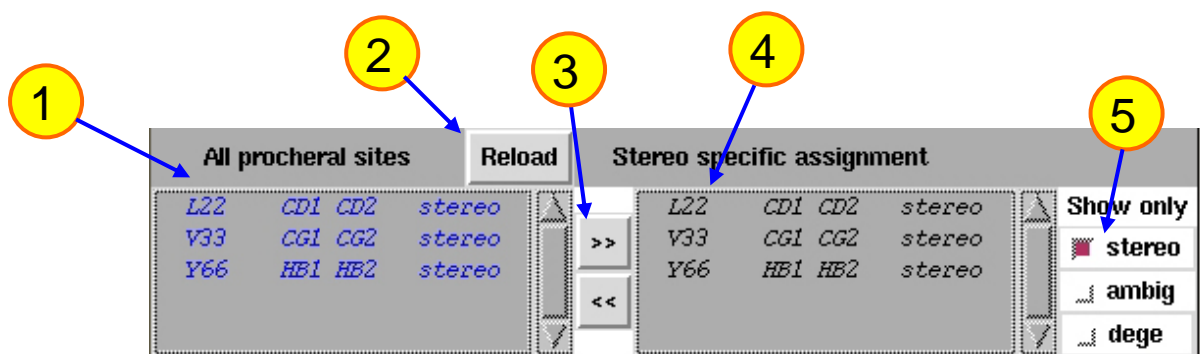 1
2
3
4
5
All procheral sites
Reload
Stereo specific assignment
L22 CD1 CD2 stereo
V33 CG1 CG2 stereo
Y66 HB1 HB2 stereo
>>
<<
L22 CD1 CD2 stereo
V33 CG1 CG2 stereo
Y66 HB1 HB2 stereo
Show only
stereo
ambig
dege